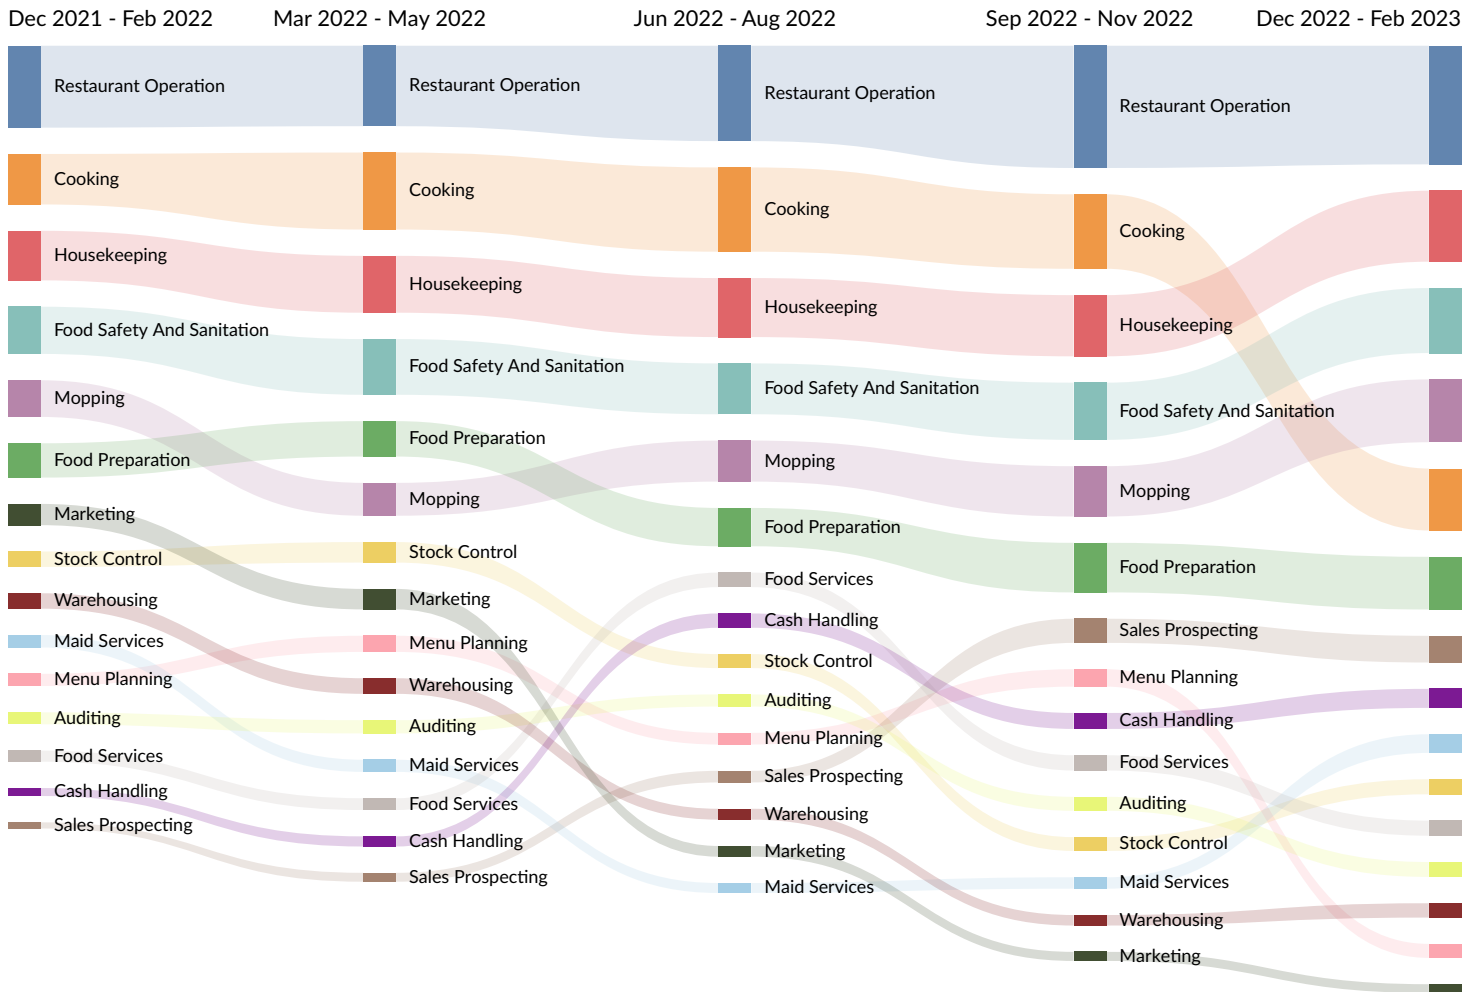 Dec 2021 - Feb 2022
Mar 2022 - May 2022
Jun 2022 - Aug 2022
Sep 2022 - Nov 2022
Dec 2022 - Feb 2023
Restaurant Operation
Cooking
Housekeeping
Food Safety And Sanitation
Mopping
Food Preparation
Marketing
Stock Control
Warehousing
Maid Services
Menu Planning
Auditing
Food Services
Cash Handling
Sales Prospecting
Restaurant Operation
Cooking
Housekeeping
Food Safety And Sanitation
Food Preparation
Mopping
Stock Control
Marketing
Menu Planning
Warehousing
Auditing
Maid Services
Food Services
Cash Handling
Sales Prospecting
Restaurant Operation
Cooking
Housekeeping
Food Safety And Sanitation
Mopping
Food Preparation
Food Services
Cash Handling
Stock Control
Auditing
Menu Planning
Sales Prospecting
Warehousing
Marketing
Maid Services
Restaurant Operation
Cooking
Housekeeping
Food Safety And Sanitation
Mopping
Food Preparation
Sales Prospecting
Menu Planning
Cash Handling
Food Services
Auditing
Stock Control
Maid Services
Warehousing
Marketing